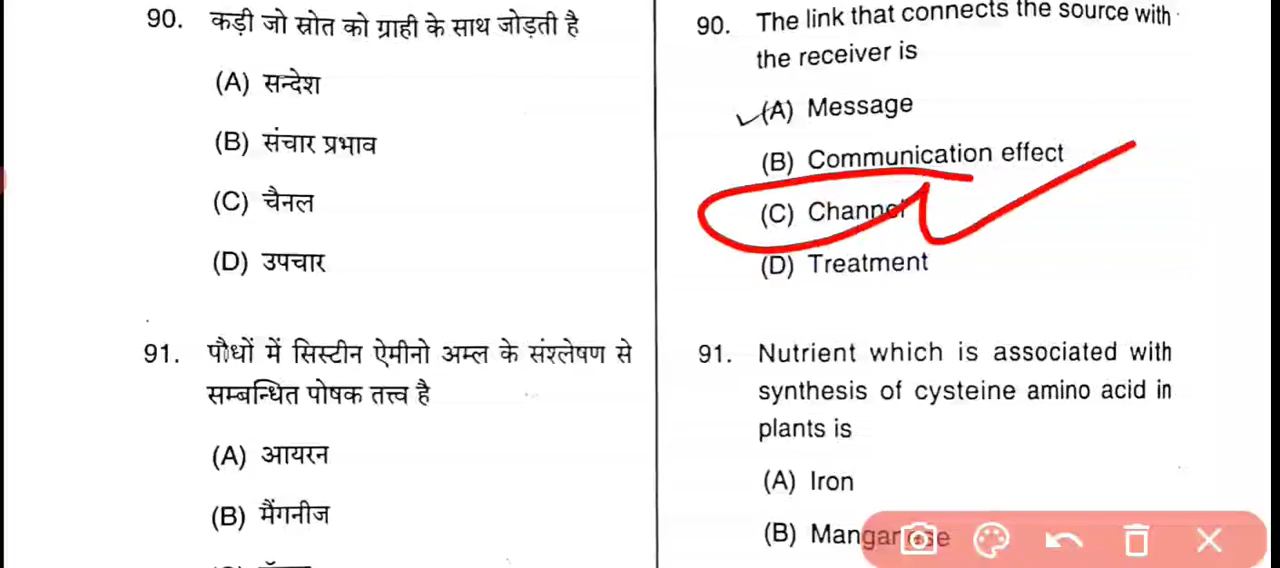 90. कड़ी जो स्रोत को ग्राही के साथ जोड़ती है
(A) सन्देश
(B) संचार प्रभाव
(C) चैनल
(D) उपचार
91. पौधों में सिस्टीन ऐमीनो अम्ल के संश्लेषण से
सम्बन्धित पोषक तत्त्व है
(A) आयरन
(B) मैंगनीज
90. The link that connects the source with
the receiver is
(A) Message
(B) Communication effect
(C) Channel
(D) Treatment
91. Nutrient which is associated with
synthesis of cysteine amino acid in
plants is
(A) Iron
(B) Manganese